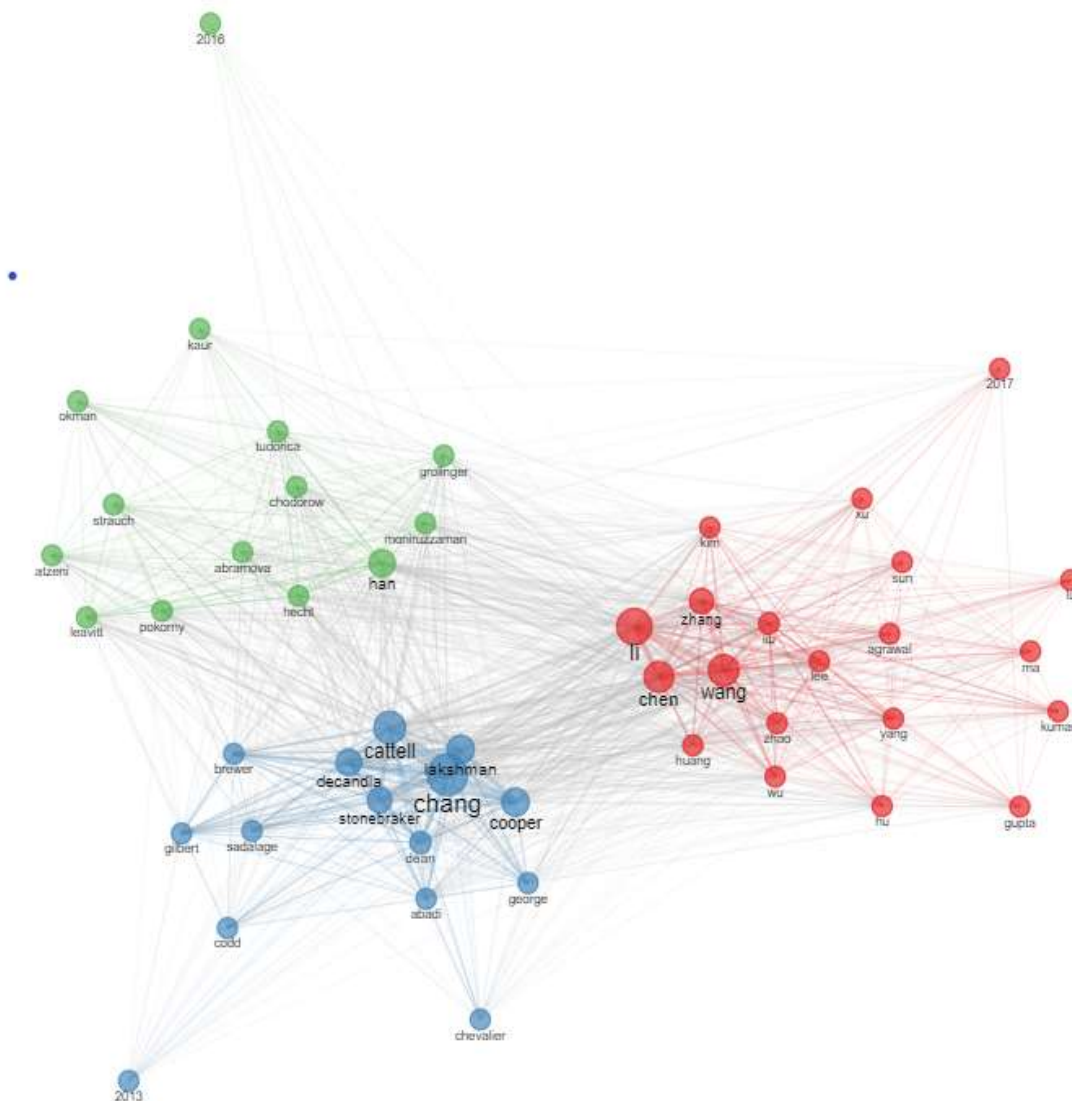 2016
kaur
2017
okman
tudorica
grolinger
chodorow
xu
strauch
moniruzzaman
kim
abramova
sun
atzeni
han
hecht
zhang
pokorny
leavitt
agrawal
li
lee
ma
chen
wang
kumar
zhao
yang
cattell
huang
brewer
lakshman
decandia
wu
chang
stonebraker
cooper
hu
gupta
gilbert
sadalage
dean
george
abadi
codd
chevalier
2013